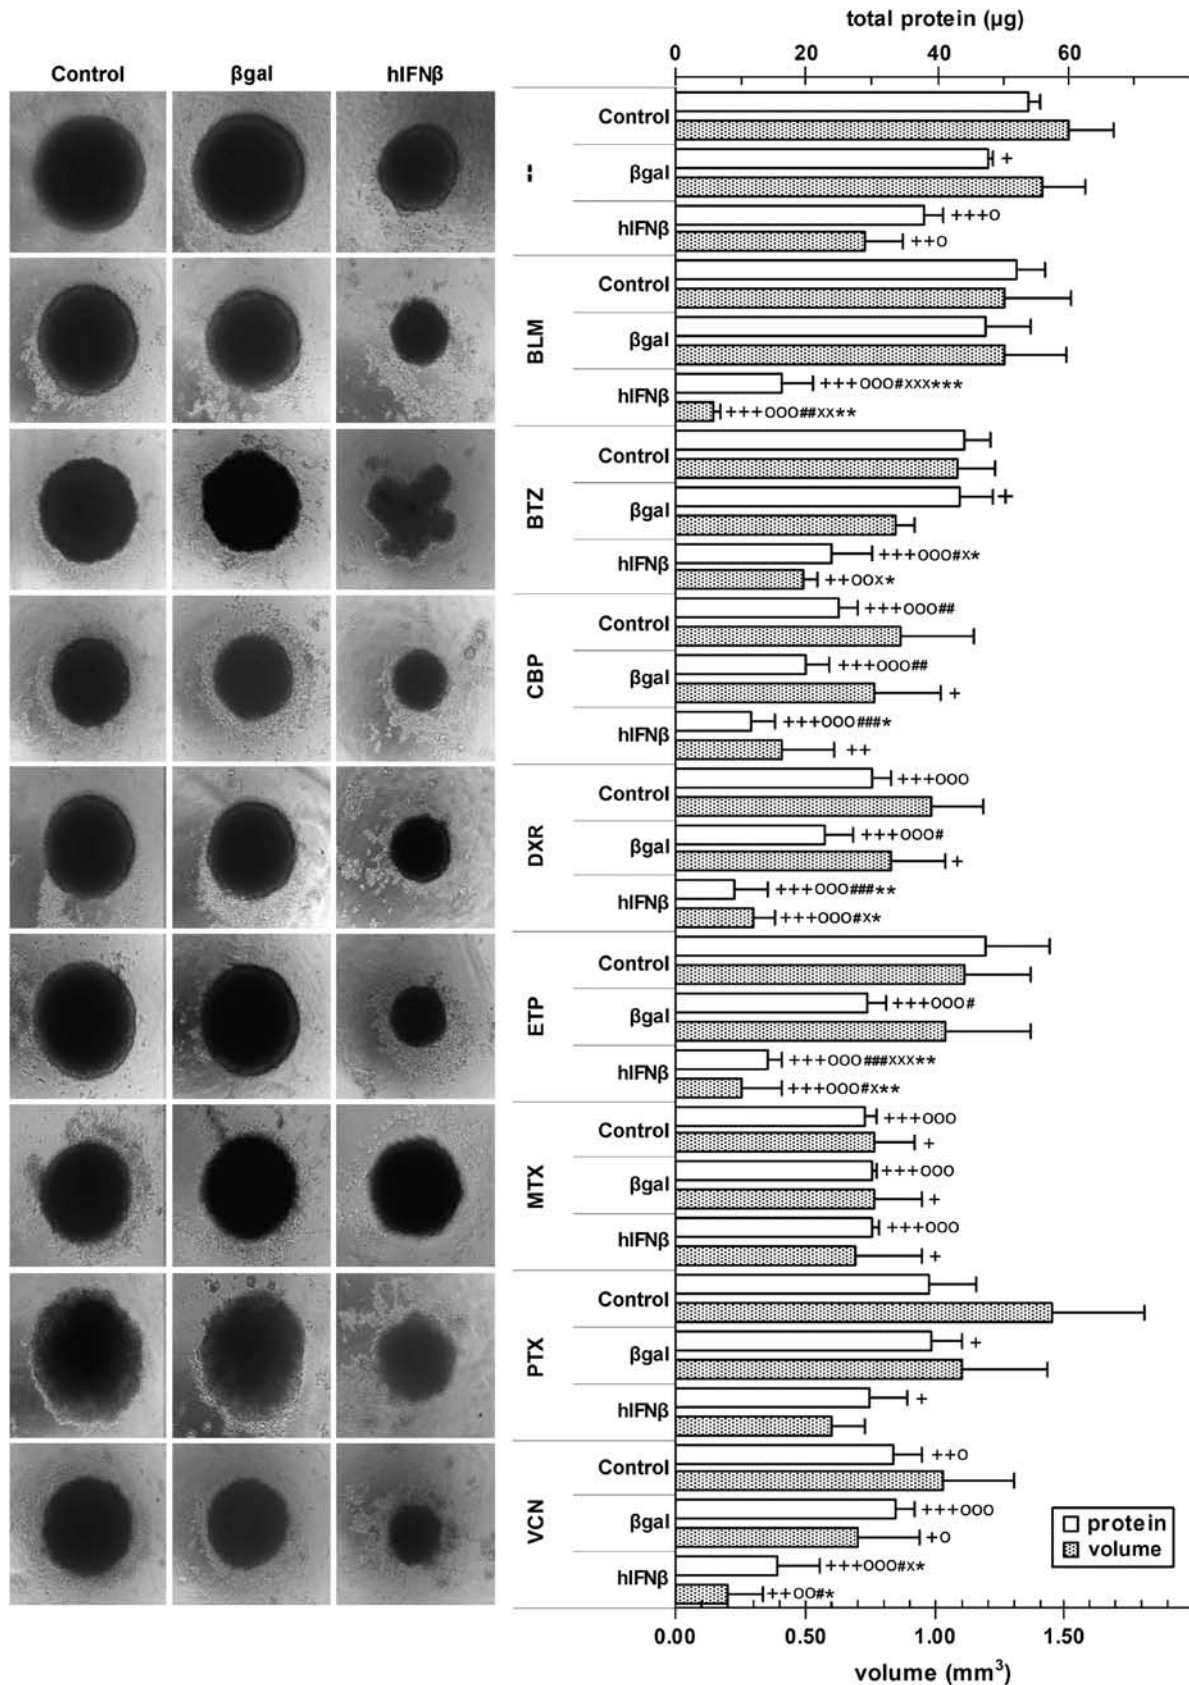 total protein (µg)
0 20 40 60
Control βgal hIFNβ
--
Control
βgal +
hIFNβ +++O
++O
BLM
Control
βgal
hIFNβ +++OOO#xxx***
+++OOO##xx**
BTZ
Control
βgal +
hIFNβ +++OOO#x*
++OOx*
CBP
Control +++OOO##
βgal +++OOO##
+
hIFNβ +++OOO###*
++
DXR
Control +++OOO
βgal +++OOO#
+
hIFNβ +++OOO###**
+++OOO#x*
ETP
Control
βgal +++OOO#
hIFNβ +++OOO###xxx**
+++OOO#x**
MTX
Control +++OOO
+
βgal +++OOO
+
hIFNβ +++OOO
+
PTX
Control
βgal +
hIFNβ +
VCN
Control ++O
βgal +++OOO
+O
hIFNβ +++OOO#x*
++OO#*
protein
volume
0.00 0.50 1.00 1.50
volume (mm³)